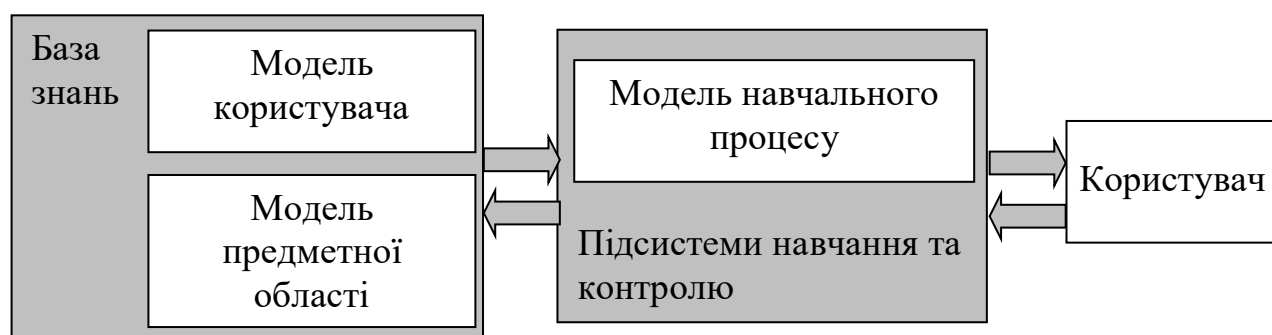 База
знань
Модель
користувача
Модель
предметної
області
Модель навчального
процесу
Підсистеми навчання та
контролю
Користувач